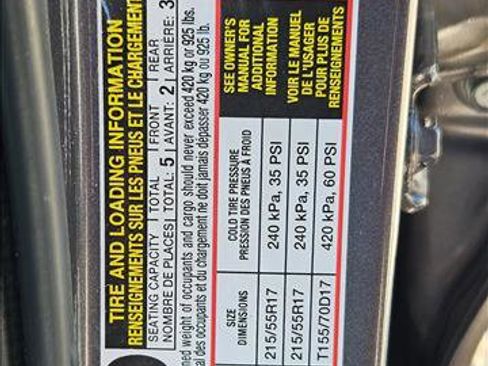 TIRE AND LOADING INFORMATION
RENSEIGNEMENTS SUR LES PNEUS ET LE CHARGEMENT
SEATING CAPACITY | TOTAL | FRONT | REAR
NOMBRE DE PLACES | TOTAL: 5 | AVANT: 2 | ARRIÈRE: 3
weight of occupants and cargo should never exceed 420 kg or 925 lbs.
des occupants et du chargement ne doit jamais dépasser 420 kg ou 925 lb.
SIZE
DIMENSIONS
COLD TIRE PRESSURE
PRESSION DES PNEUS À FROID
SEE OWNER'S
MANUAL FOR
ADDITIONAL
INFORMATION
VOIR LE MANUEL
DE L'USAGER
POUR PLUS DE
RENSEIGNEMENTS
215/55R17 240 kPa, 35 PSI
215/55R17 240 kPa, 35 PSI
T155/70D17 420 kPa, 60 PSI